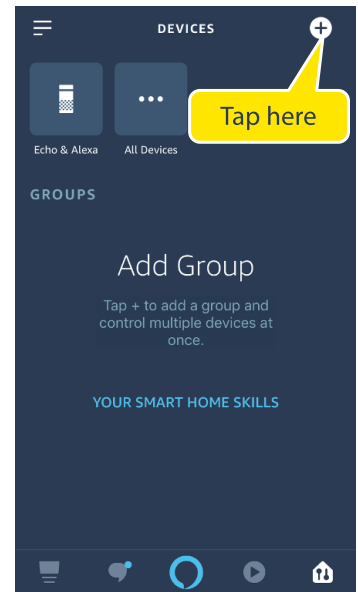 DEVICES
Tap here
Echo & Alexa
All Devices
GROUPS
Add Group
Tap + to add a group and
control multiple devices at
once.
YOUR SMART HOME SKILLS